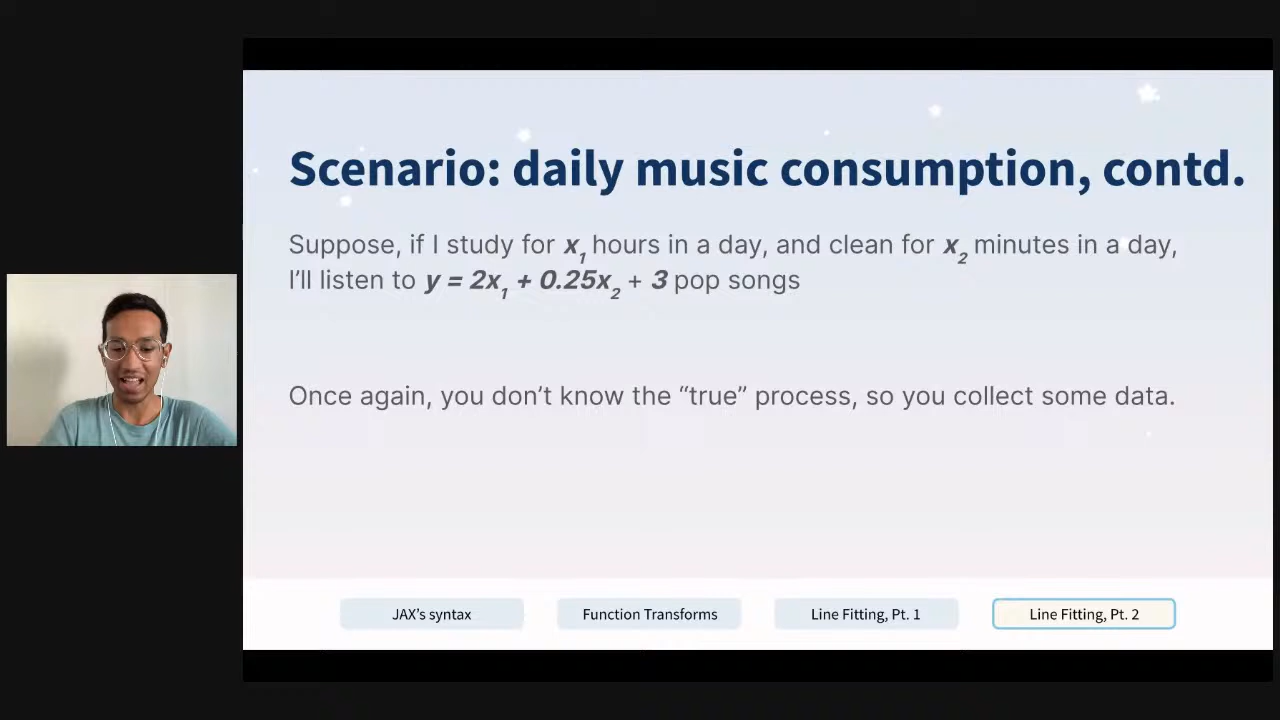 Scenario: daily music consumption, contd.
Suppose, if I study for x₁ hours in a day, and clean for x₂ minutes in a day,
I’ll listen to y = 2x₁ + 0.25x₂ + 3 pop songs
Once again, you don’t know the “true” process, so you collect some data.
JAX’s syntax
Function Transforms
Line Fitting, Pt. 1
Line Fitting, Pt. 2